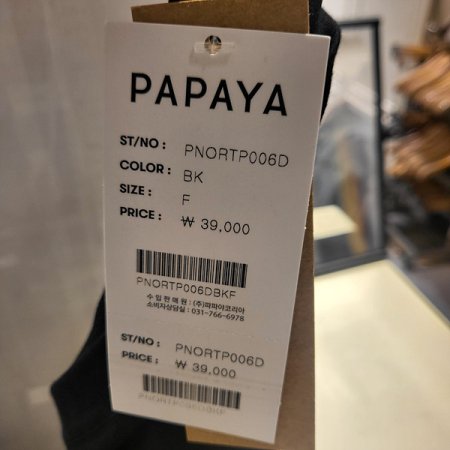 PAPAYA
ST/NO : PNORTP006D
COLOR : BK
SIZE : F
PRICE : ₩ 39,000
PNORTP006DBKF
수 입 판 매 원 : (주)파파야코리아
소비자상담실 : 031-766-6978
ST/NO : PNORTP006D
PRICE : ₩ 39,000
PNORTP006DBKF